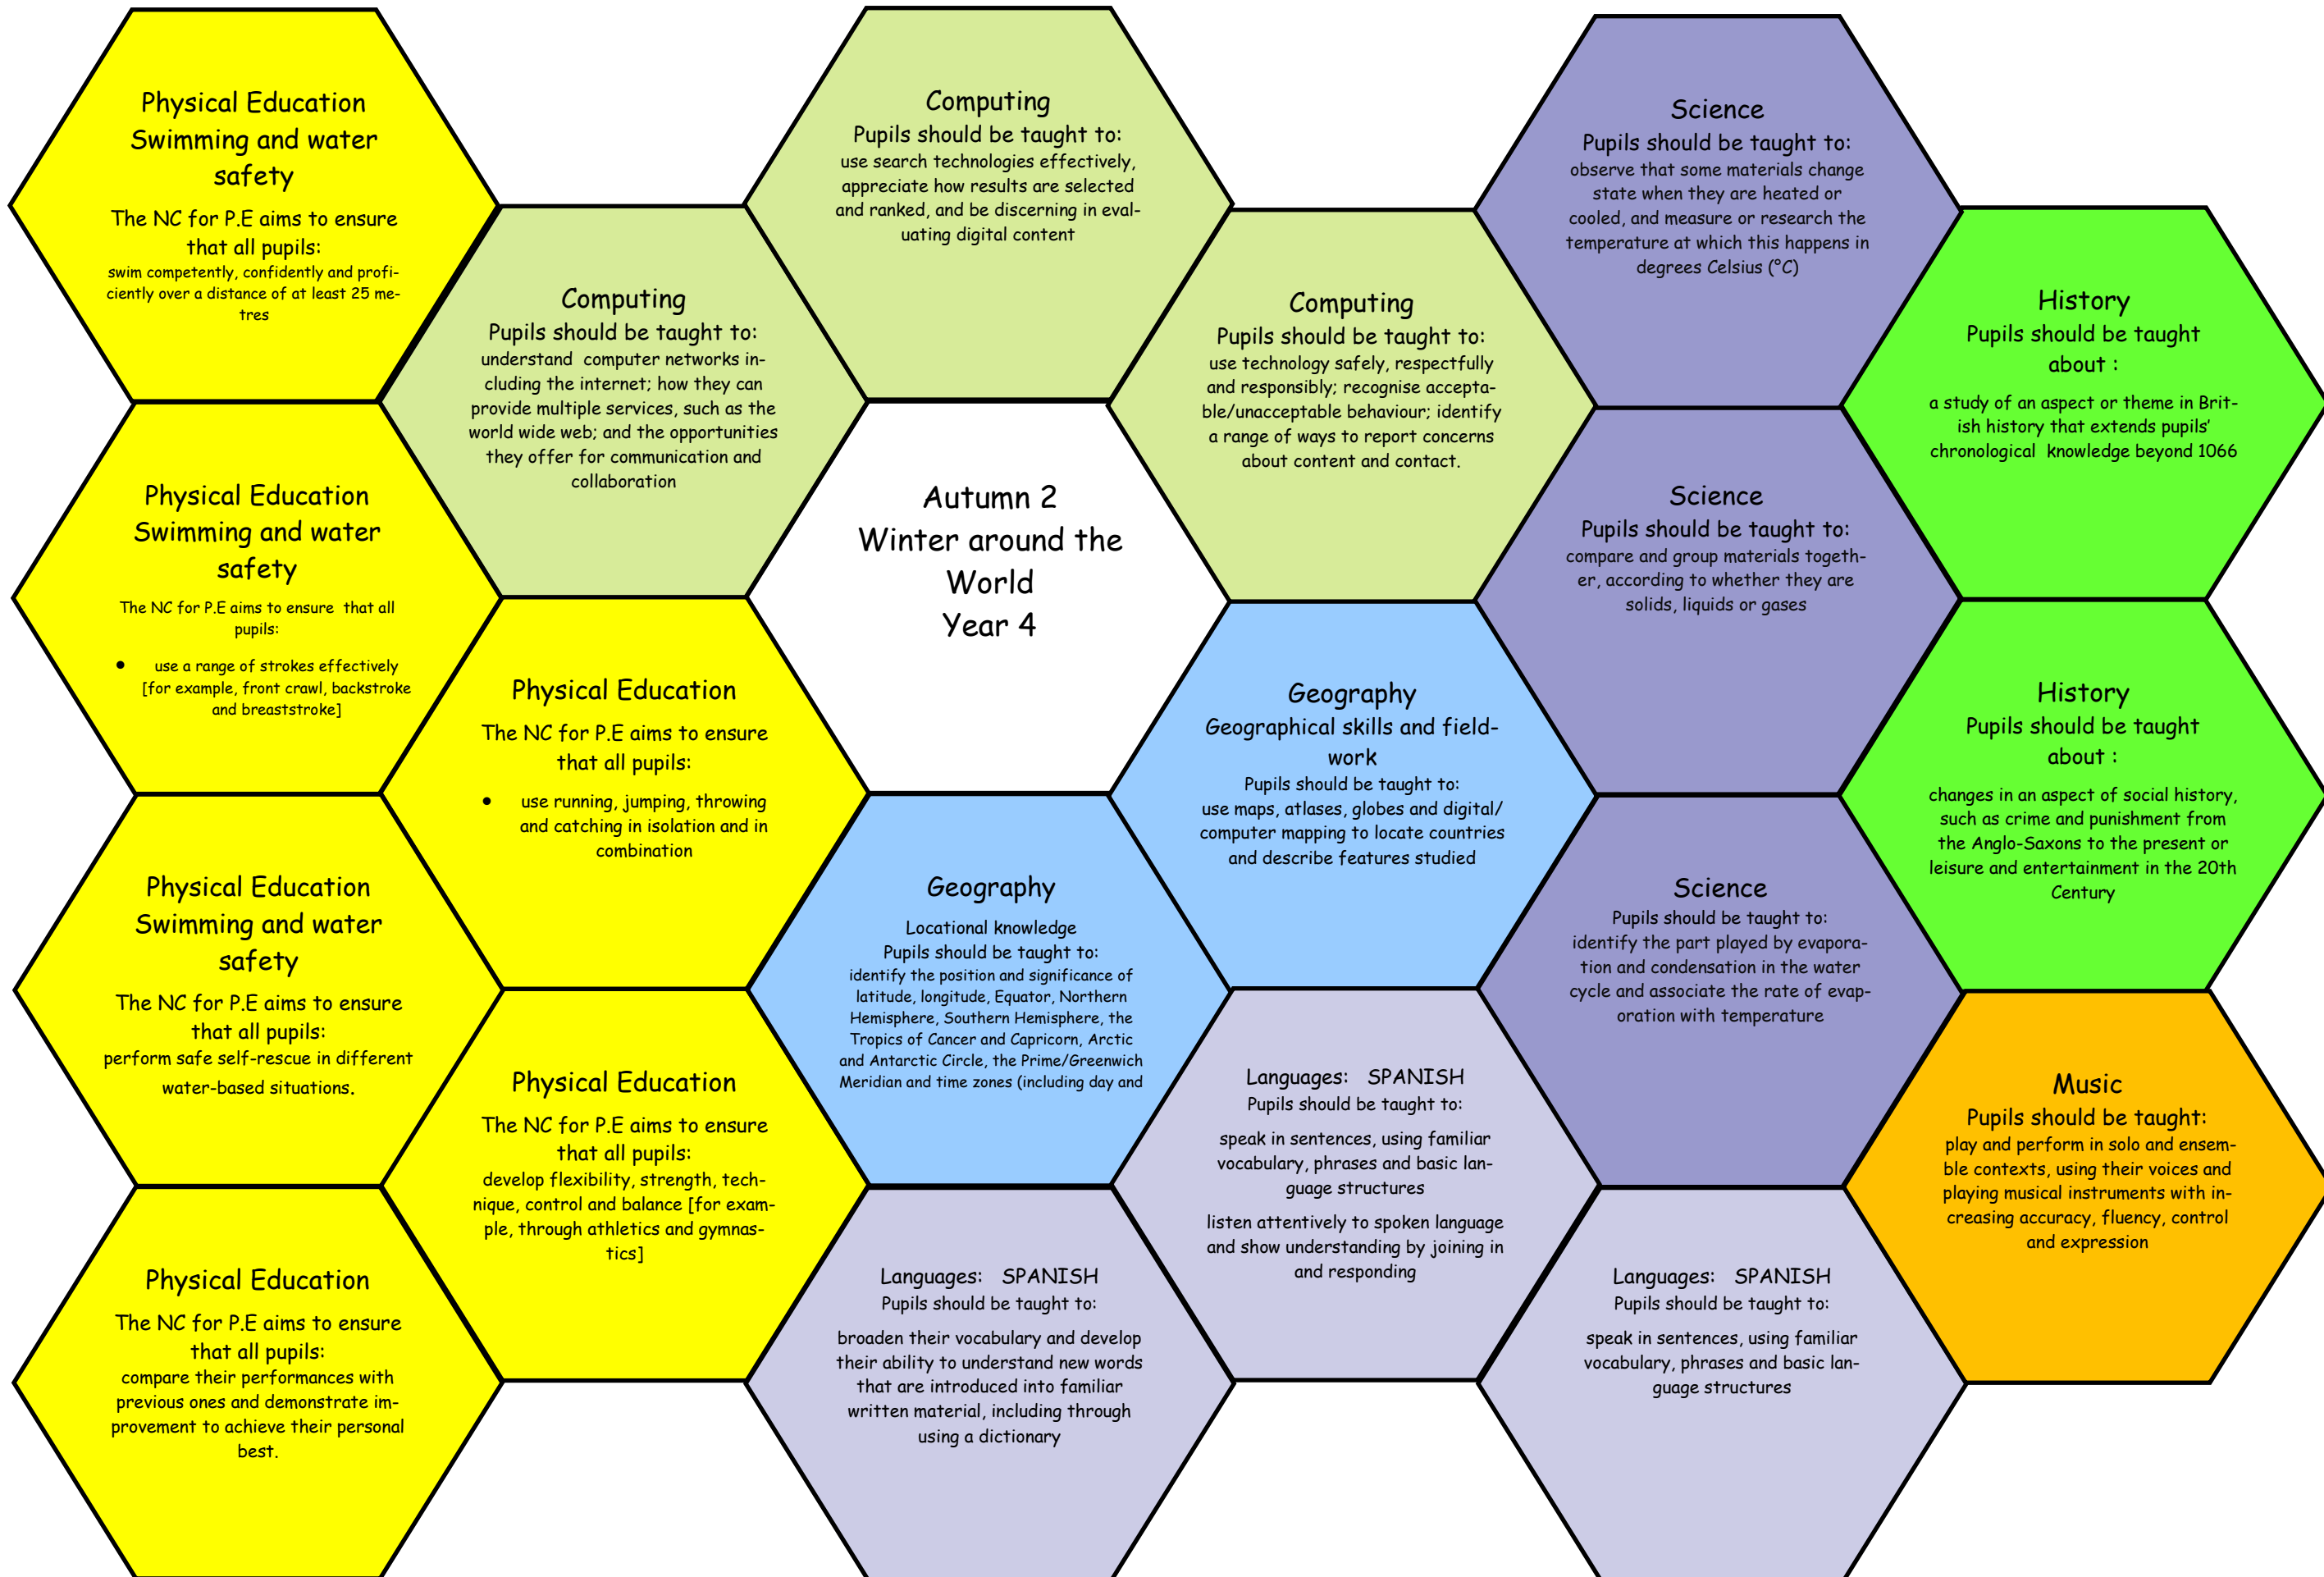 Physical Education
Swimming and water
safety
The NC for P.E aims to ensure
that all pupils:
swim competently, confidently and profi-
ciently over a distance of at least 25 me-
tres
Physical Education
Swimming and water
safety
The NC for P.E aims to ensure  that all
pupils:
• use a range of strokes effectively
[for example, front crawl, backstroke
and breaststroke]
Physical Education
Swimming and water
safety
The NC for P.E aims to ensure
that all pupils:
perform safe self-rescue in different
water-based situations.
Physical Education
The NC for P.E aims to ensure
that all pupils:
compare their performances with
previous ones and demonstrate im-
provement to achieve their personal
best.
Computing
Pupils should be taught to:
understand  computer networks in-
cluding the internet; how they can
provide multiple services, such as the
world wide web; and the opportunities
they offer for communication and
collaboration
Physical Education
The NC for P.E aims to ensure
that all pupils:
• use running, jumping, throwing
and catching in isolation and in
combination
Physical Education
The NC for P.E aims to ensure
that all pupils:
develop flexibility, strength, tech-
nique, control and balance [for exam-
ple, through athletics and gymnas-
tics]
Computing
Pupils should be taught to:
use search technologies effectively,
appreciate how results are selected
and ranked, and be discerning in eval-
uating digital content
Autumn 2
Winter around the
World
Year 4
Geography
Locational knowledge
Pupils should be taught to:
identify the position and significance of
latitude, longitude, Equator, Northern
Hemisphere, Southern Hemisphere, the
Tropics of Cancer and Capricorn, Arctic
and Antarctic Circle, the Prime/Greenwich
Meridian and time zones (including day and
Languages:   SPANISH
Pupils should be taught to:
broaden their vocabulary and develop
their ability to understand new words
that are introduced into familiar
written material, including through
using a dictionary
Computing
Pupils should be taught to:
use technology safely, respectfully
and responsibly; recognise accepta-
ble/unacceptable behaviour; identify
a range of ways to report concerns
about content and contact.
Geography
Geographical skills and field-
work
Pupils should be taught to:
use maps, atlases, globes and digital/
computer mapping to locate countries
and describe features studied
Languages:   SPANISH
Pupils should be taught to:
speak in sentences, using familiar
vocabulary, phrases and basic lan-
guage structures
listen attentively to spoken language
and show understanding by joining in
and responding
Science
Pupils should be taught to:
observe that some materials change
state when they are heated or
cooled, and measure or research the
temperature at which this happens in
degrees Celsius (°C)
Science
Pupils should be taught to:
compare and group materials togeth-
er, according to whether they are
solids, liquids or gases
Science
Pupils should be taught to:
identify the part played by evapora-
tion and condensation in the water
cycle and associate the rate of evap-
oration with temperature
Languages:   SPANISH
Pupils should be taught to:
speak in sentences, using familiar
vocabulary, phrases and basic lan-
guage structures
History
Pupils should be taught
about :
a study of an aspect or theme in Brit-
ish history that extends pupils’
chronological  knowledge beyond 1066
History
Pupils should be taught
about :
changes in an aspect of social history,
such as crime and punishment from
the Anglo-Saxons to the present or
leisure and entertainment in the 20th
Century
Music
Pupils should be taught:
play and perform in solo and ensem-
ble contexts, using their voices and
playing musical instruments with in-
creasing accuracy, fluency, control
and expression